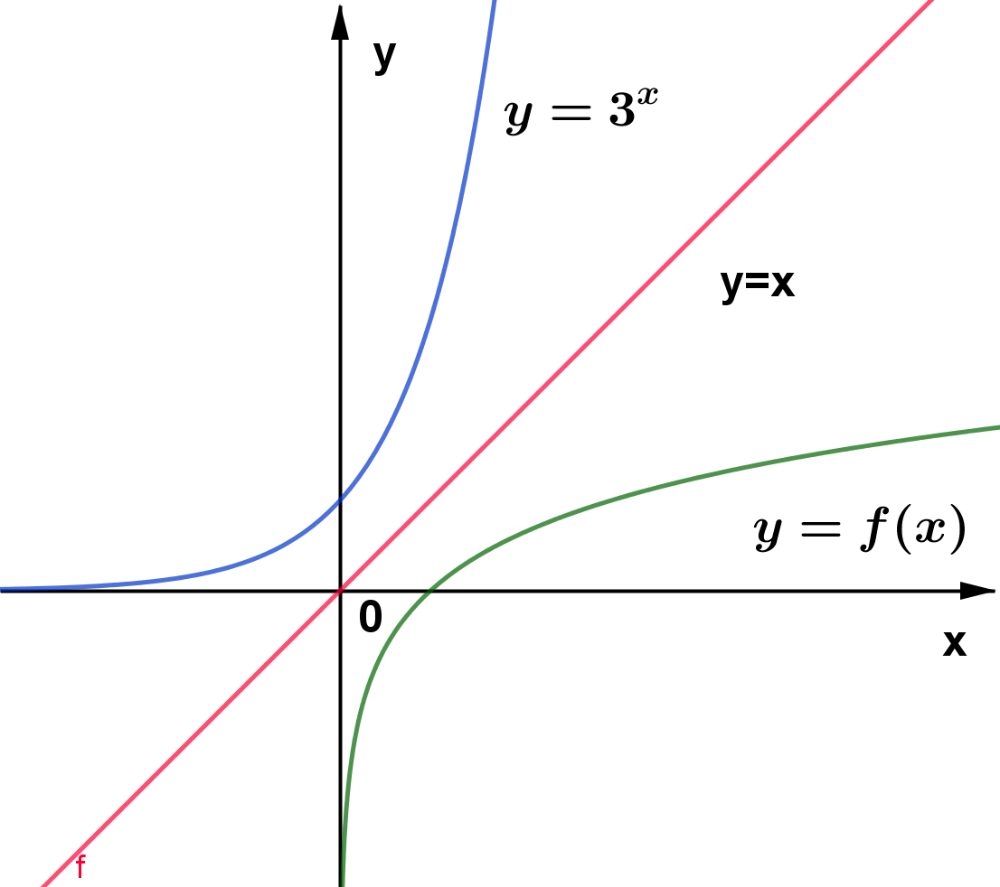 y
y = 3^x
y=x
y = f(x)
0
x
f